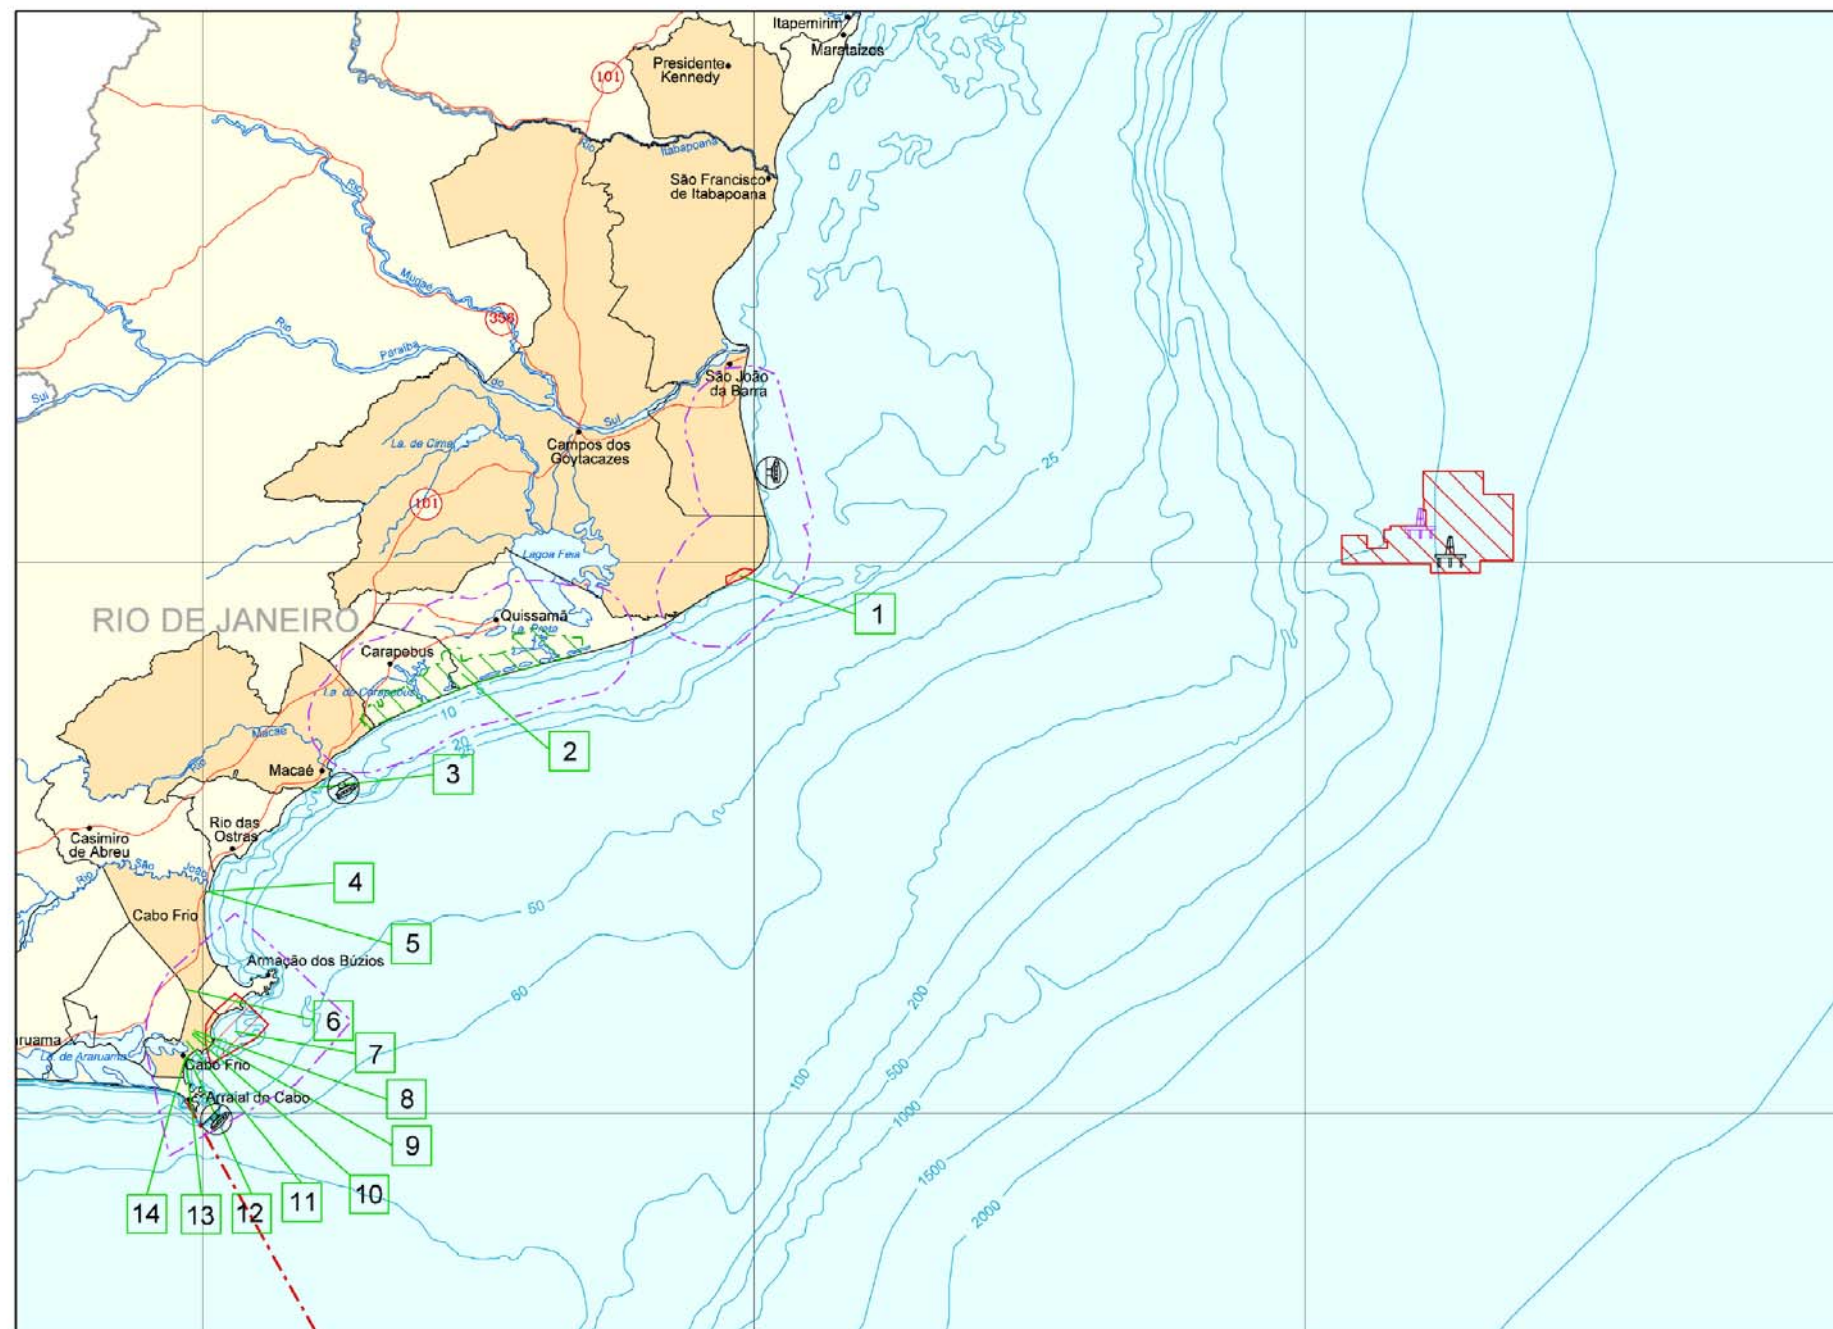 Itapemirim
Marataízes
Presidente
Kennedy
101
Rio
Itabapoana
São Francisco
de Itabapoana
Rio
Muriaé
356
Rio
Paraíba
do
Sul
Sul
São João
da Barra
La. de Cima
Campos dos
Goytacazes
101
25
Lagoa Feia
RIO DE JANEIRO
Quissamã
La. Preta
1
Carapebus
La. de Carapebus
10
20
25
2
Macaé
Rio
Macaé
3
Rio das
Ostras
Casimiro
de Abreu
Rio
São
João
4
Cabo Frio
50
5
Armação dos Búzios
60
200
6
7
ruama
La. de Araruama
Cabo Frio
500
100
8
Arraial do Cabo
1000
9
1500
10
11
12
13
14
2000